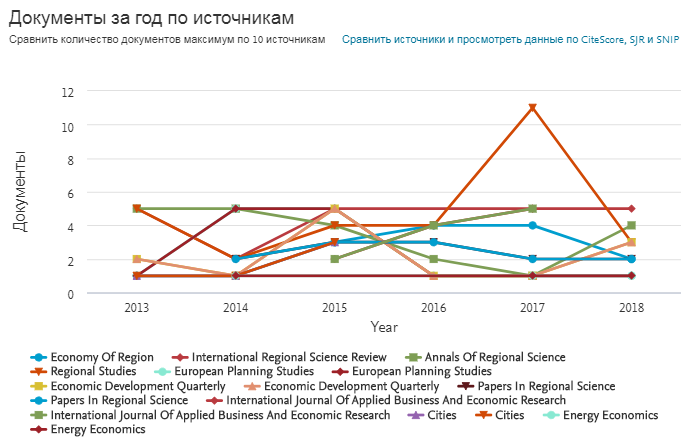 Документы за год по источникам
Сравнить количество документов максимум по 10 источникам Сравнить источники и просмотреть данные по CiteScore, SJR и SNIP
12
10
8
6
4
2
0
Документы
2013 2014 2015 2016 2017 2018
Year
Economy Of Region International Regional Science Review Annals Of Regional Science
Regional Studies European Planning Studies European Planning Studies
Economic Development Quarterly Economic Development Quarterly Papers In Regional Science
Papers In Regional Science International Journal Of Applied Business And Economic Research
International Journal Of Applied Business And Economic Research Cities Cities Energy Economics
Energy Economics